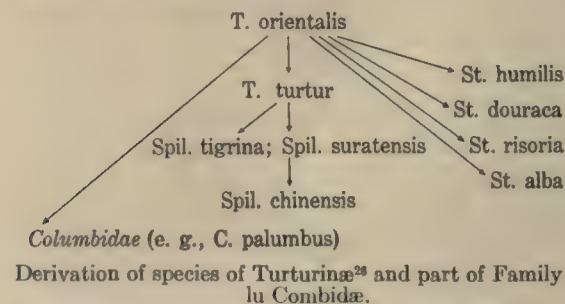 T. orientalis
St. humilis
T. turtur
St. douraca
Spil. tigrina; Spil. suratensis
St. risoria
St. alba
Spil. chinensis
Columbidae (e. g., C. palumbus)
Derivation of species of Turturinæ²⁶ and part of Family
lu Combidæ.